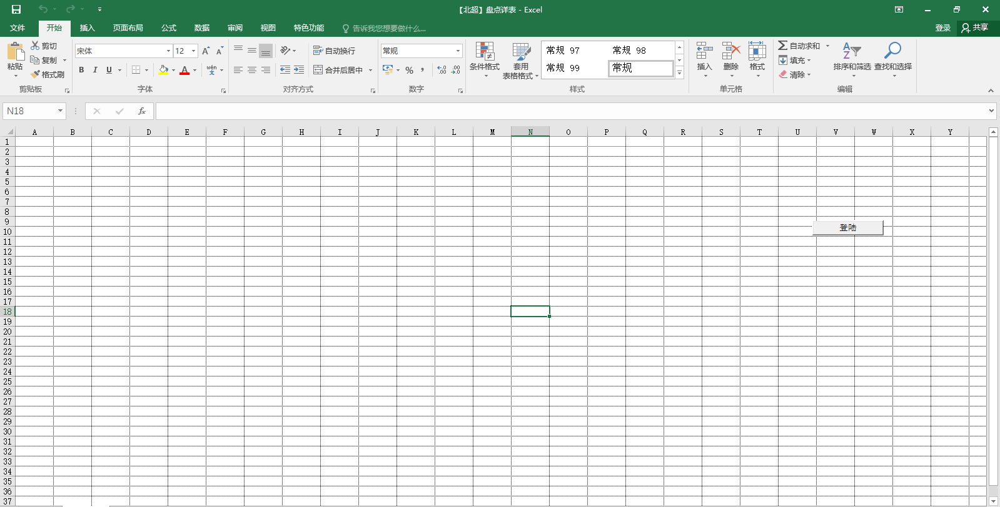 【北超】盘点详表 - Excel
文件 开始 插入 页面布局 公式 数据 审阅 视图 特色功能 告诉我您想要做什么... 登录 共享
粘贴 剪切 复制 格式刷 剪贴板
宋体 12 A A
B I U A wén 文 字体
自动换行 合并后居中 对齐方式
常规 % , .00 .0 数字
条件格式 套用 表格格式
常规 97 常规 98
常规 99 常规
样式
插入 删除 格式 单元格
自动求和 填充 清除 排序和筛选 查找和选择 编辑
N18 fx
A B C D E F G H I J K L M N O P Q R S T U V W X Y
1
2
3
4
5
6
7
8
9
登陆
10
11
12
13
14
15
16
17
18
19
20
21
22
23
24
25
26
27
28
29
30
31
32
33
34
35
36
37